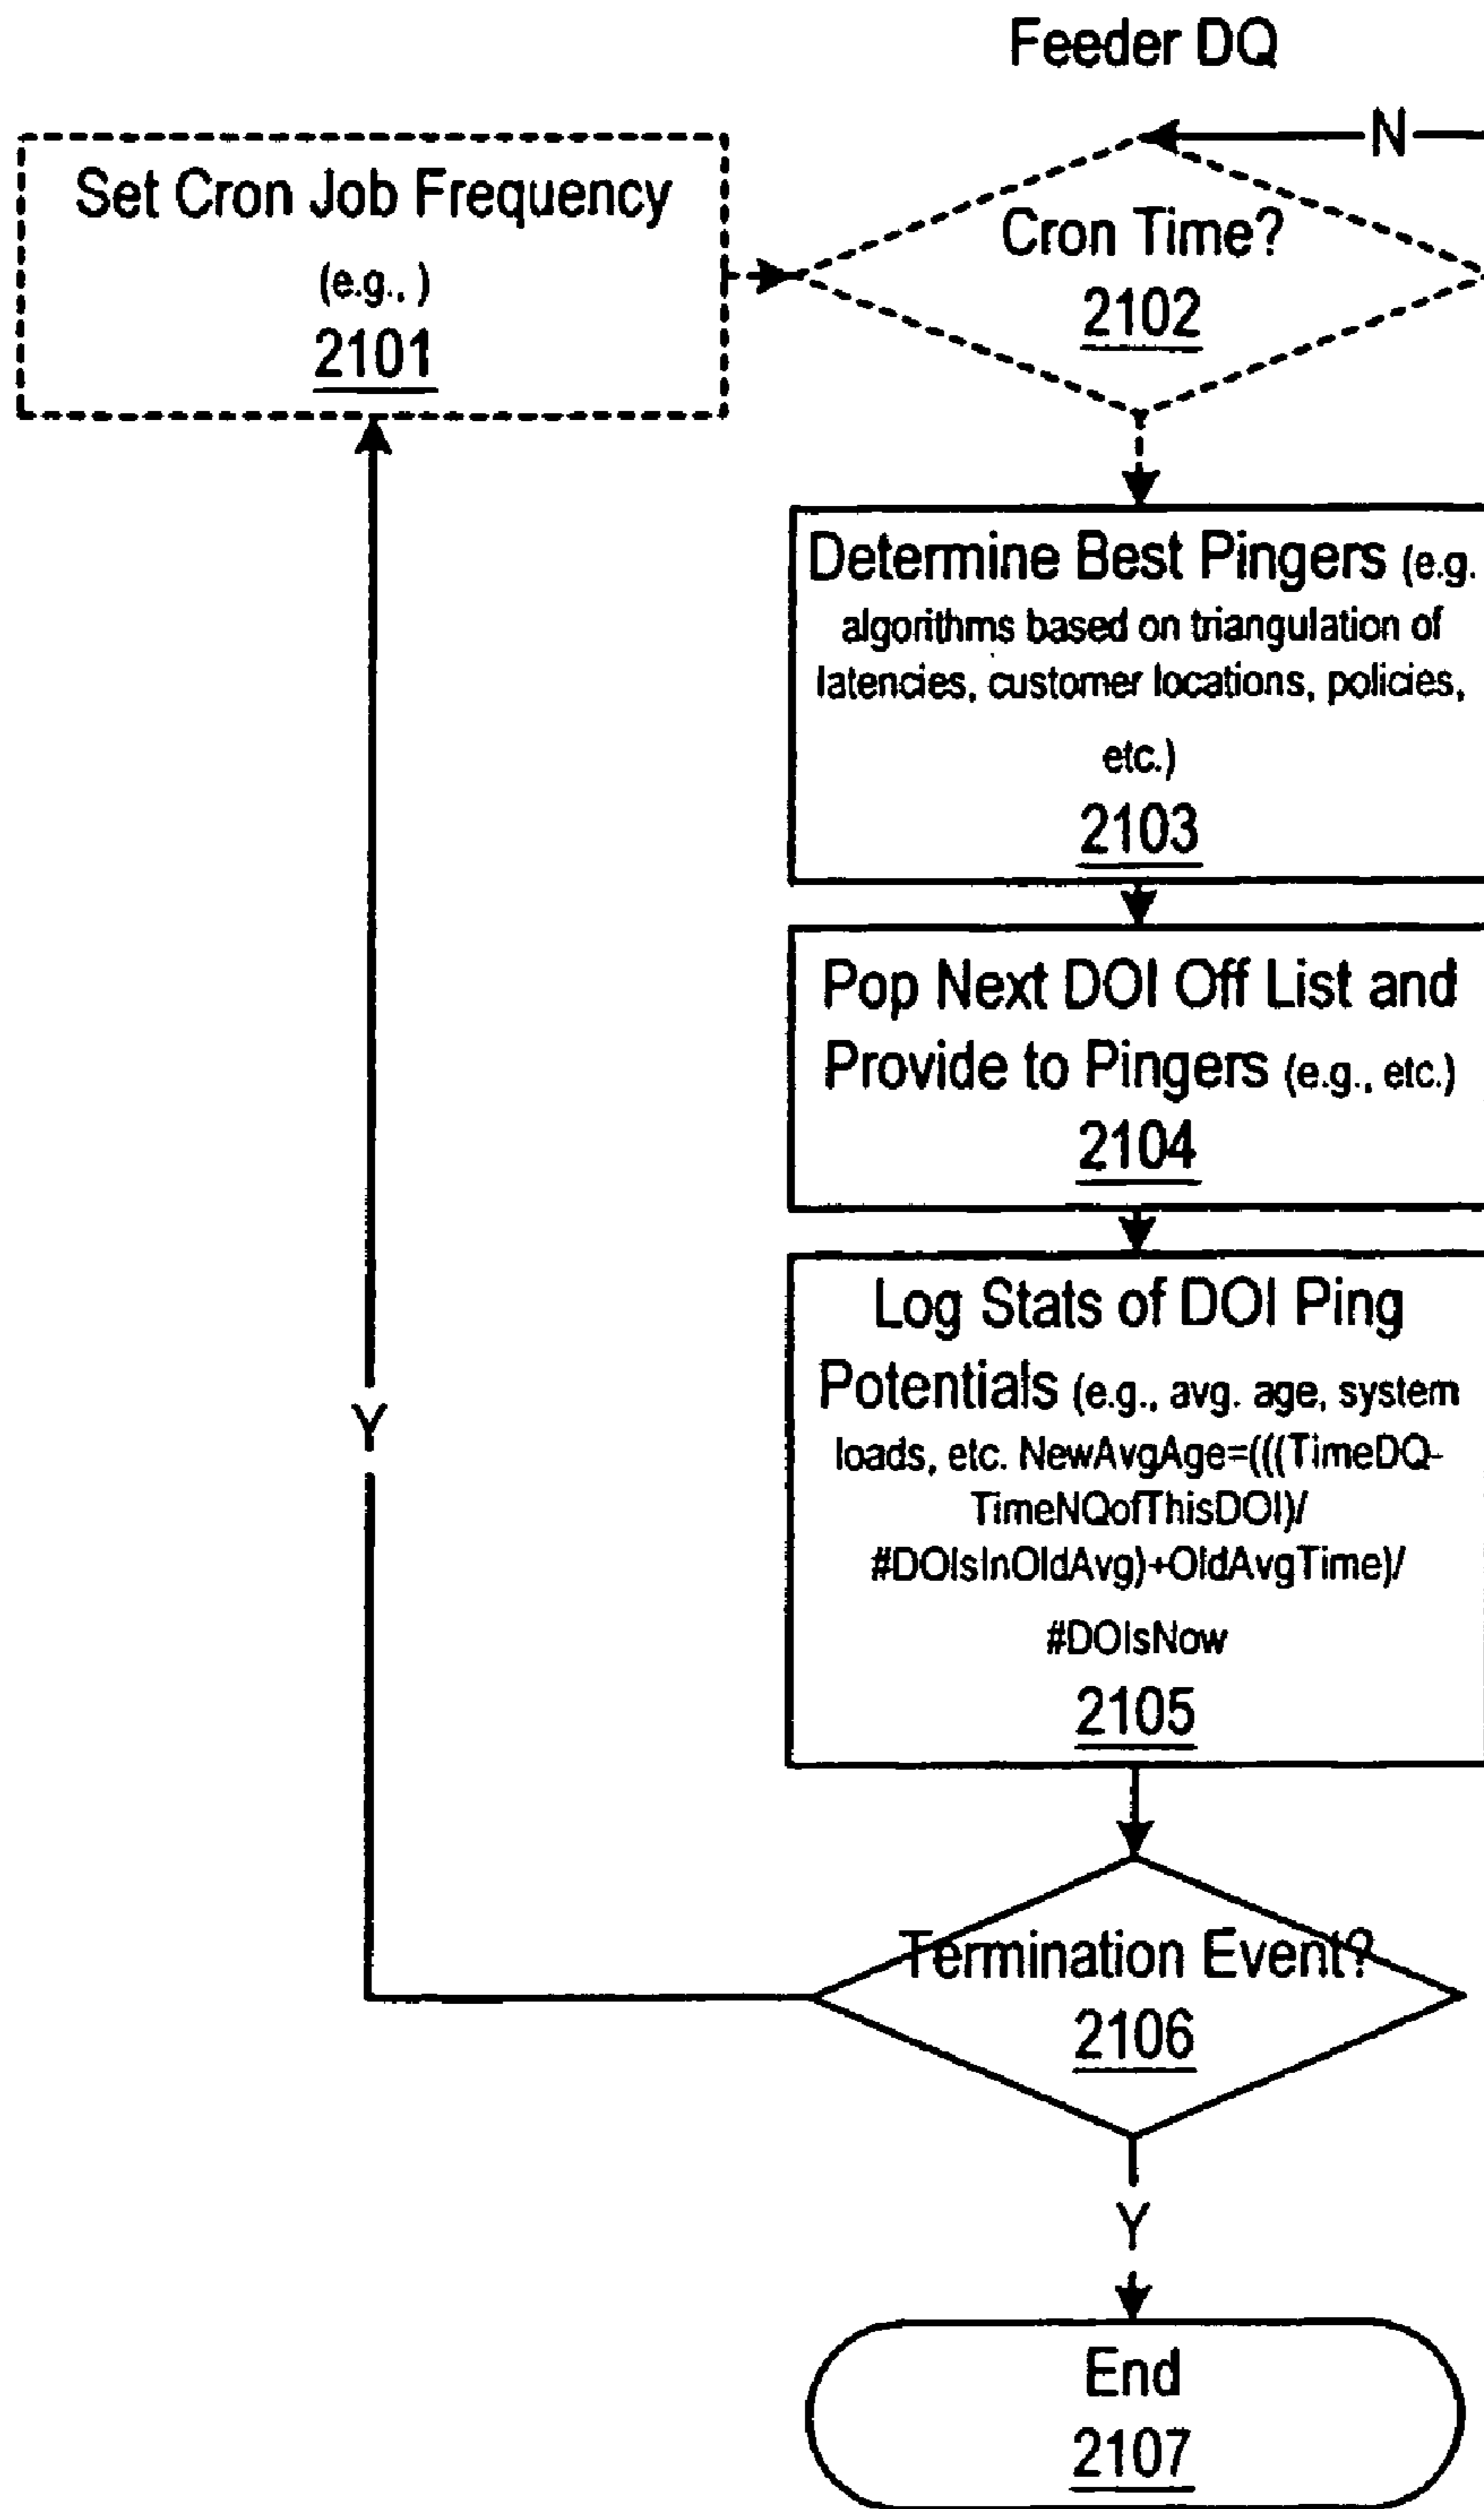 Feeder DQ
N
Set Cron Job Frequency
(e.g., )
2101
Cron Time?
2102
Determine Best Pingers (e.g.
algorithms based on triangulation of
latencies, customer locations, policies,
etc.)
2103
Pop Next DOI Off List and
Provide to Pingers (e.g., etc.)
2104
Log Stats of DOI Ping
Potentials (e.g., avg. age, system
loads, etc. NewAvgAge=(((TimeDQ-
TimeNQofThisDOI)/
#DOIsInOldAvg)+OldAvgTime)/
#DOIsNow
2105
Y
Termination Event?
2106
Y
End
2107